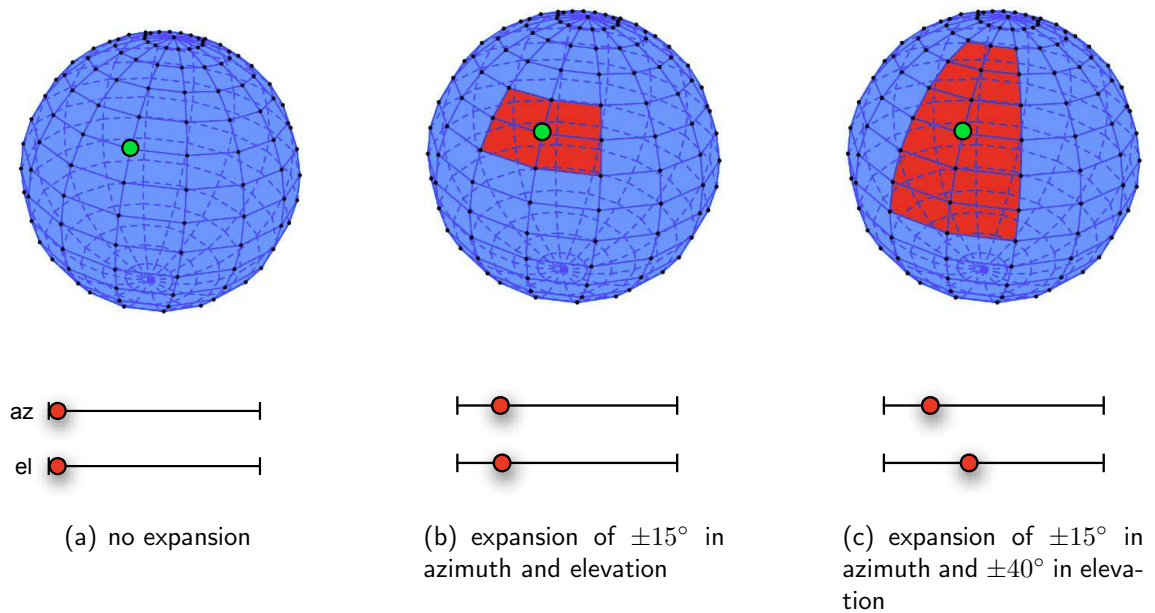 az
el
(a) no expansion
(b) expansion of ±15° in
azimuth and elevation
(c) expansion of ±15° in
azimuth and ±40° in eleva-
tion